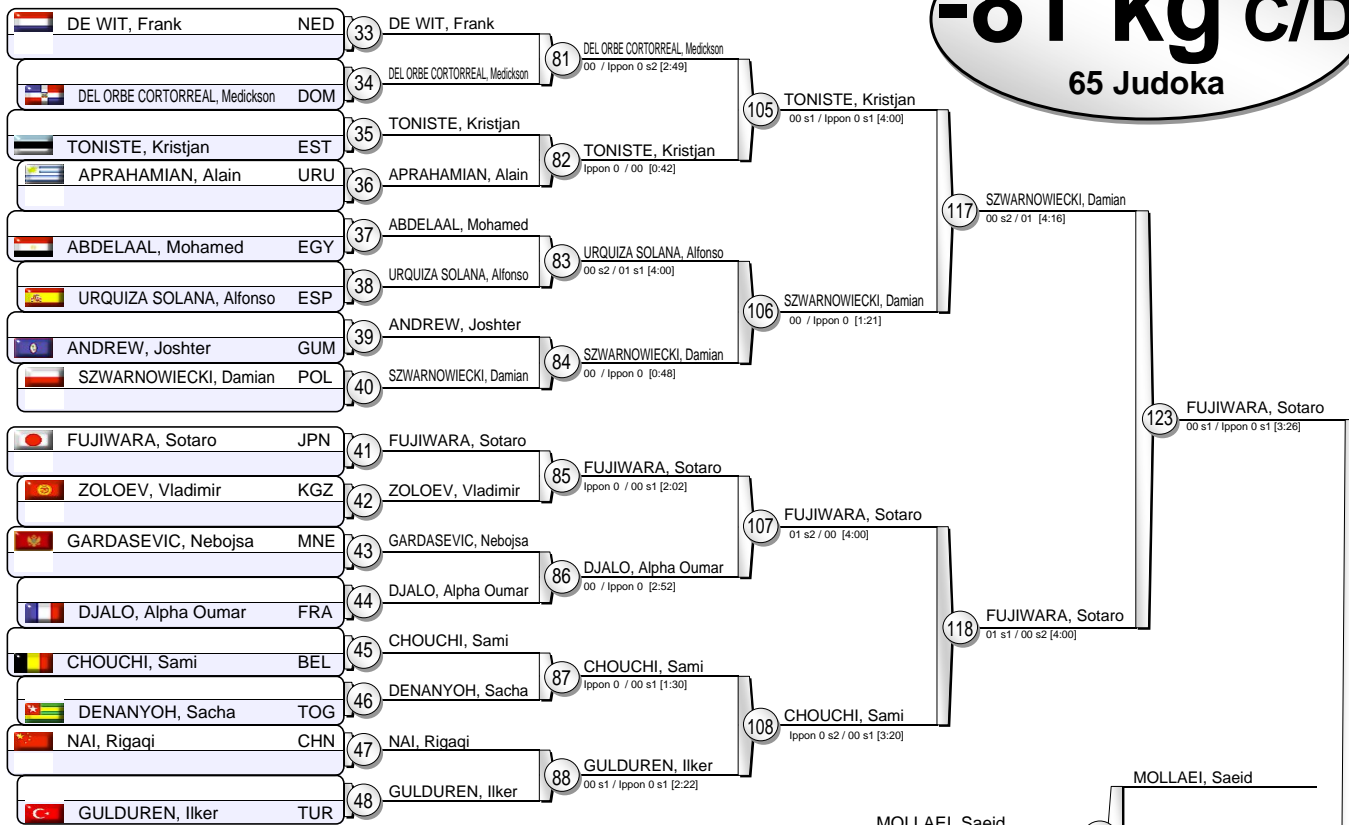 -81 kg C/D
65 Judoka
DE WIT, Frank NED
DEL ORBE CORTORREAL, Medickson DOM
TONISTE, Kristjan EST
APRAHAMIAN, Alain URU
ABDELAAL, Mohamed EGY
URQUIZA SOLANA, Alfonso ESP
ANDREW, Joshter GUM
SZWARNOWIECKI, Damian POL
FUJIWARA, Sotaro JPN
ZOLOEV, Vladimir KGZ
GARDASEVIC, Nebojsa MNE
DJALO, Alpha Oumar FRA
CHOUCHI, Sami BEL
DENANYOH, Sacha TOG
NAI, Rigaqi CHN
GULDUREN, Ilker TUR
33 DE WIT, Frank
34 DEL ORBE CORTORREAL, Medickson
35 TONISTE, Kristjan
36 APRAHAMIAN, Alain
37 ABDELAAL, Mohamed
38 URQUIZA SOLANA, Alfonso
39 ANDREW, Joshter
40 SZWARNOWIECKI, Damian
41 FUJIWARA, Sotaro
42 ZOLOEV, Vladimir
43 GARDASEVIC, Nebojsa
44 DJALO, Alpha Oumar
45 CHOUCHI, Sami
46 DENANYOH, Sacha
47 NAI, Rigaqi
48 GULDUREN, Ilker
81 DEL ORBE CORTORREAL, Medickson
00 / Ippon 0 s2 [2:49]
82 TONISTE, Kristjan
Ippon 0 / 00 [0:42]
83 URQUIZA SOLANA, Alfonso
00 s2 / 01 s1 [4:00]
84 SZWARNOWIECKI, Damian
00 / Ippon 0 [0:48]
85 FUJIWARA, Sotaro
Ippon 0 / 00 s1 [2:02]
86 DJALO, Alpha Oumar
00 / Ippon 0 [2:52]
87 CHOUCHI, Sami
Ippon 0 / 00 s1 [1:30]
88 GULDUREN, Ilker
00 s1 / Ippon 0 s1 [2:22]
105 TONISTE, Kristjan
00 s1 / Ippon 0 s1 [4:00]
106 SZWARNOWIECKI, Damian
00 / Ippon 0 [1:21]
107 FUJIWARA, Sotaro
01 s2 / 00 [4:00]
108 CHOUCHI, Sami
Ippon 0 s2 / 00 s1 [3:20]
117 SZWARNOWIECKI, Damian
00 s2 / 01 [4:16]
118 FUJIWARA, Sotaro
01 s1 / 00 s2 [4:00]
123 FUJIWARA, Sotaro
00 s1 / Ippon 0 s1 [3:26]
MOLLAEI, Saeid
MOLLAEI, Saeid